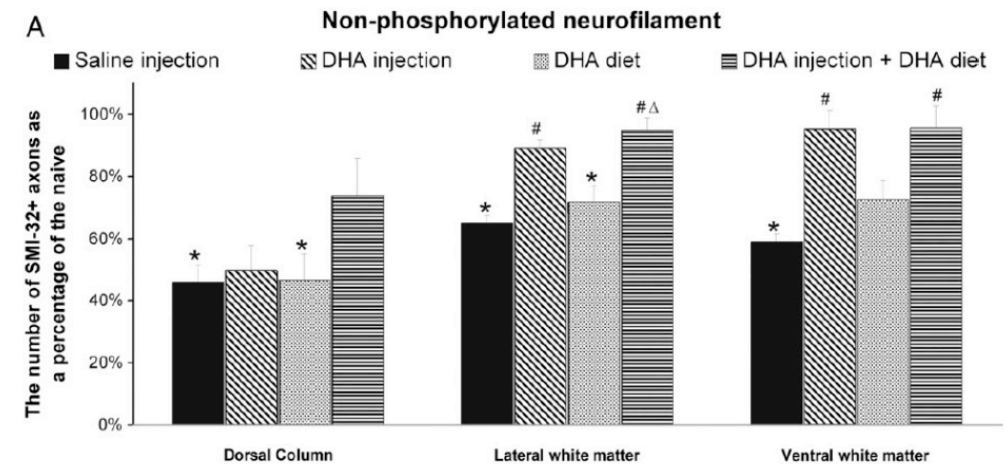 A
Non-phosphorylated neurofilament
Saline injection DHA injection DHA diet DHA injection + DHA diet
The number of SMI-32+ axons as
a percentage of the naive
100%
80%
60%
40%
20%
0%
* * * # * #Δ * # #
Dorsal Column Lateral white matter Ventral white matter